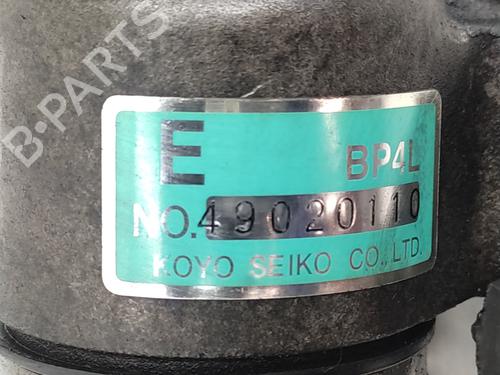 B-PARTS
E
BP4L
NO.49020110
KOYO SEIKO CO.,LTD.